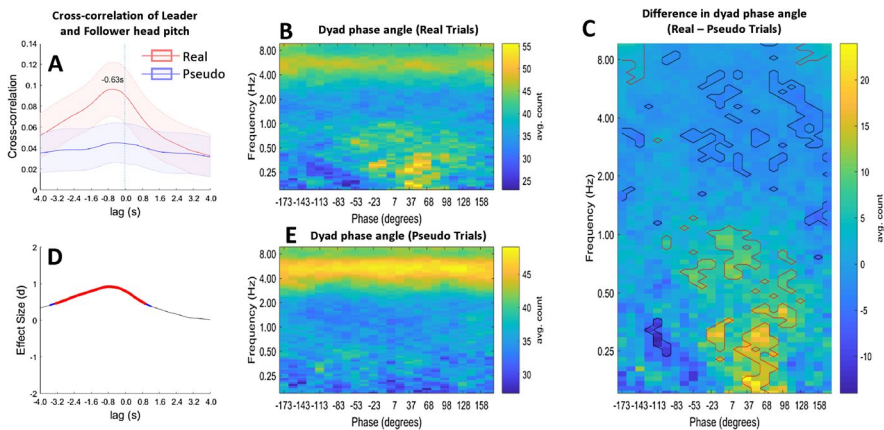 Cross-correlation of Leader
and Follower head pitch
A
Real
Pseudo
-0.63s
Cross-correlation
0.14
0.12
0.1
0.08
0.06
0.04
0.02
0
-4.0 -3.2 -2.4 -1.6 -0.8 0.0 0.8 1.6 2.4 3.2 4.0
lag (s)
B
Dyad phase angle (Real Trials)
Frequency (Hz)
8.00
4.00
2.00
1.00
0.50
0.25
-173-143-113 -83 -53 -23 7 37 68 98 128 158
Phase (degrees)
55
50
45
40
35
30
25
avg. count
C
Difference in dyad phase angle
(Real – Pseudo Trials)
Frequency (Hz)
8.00
4.00
2.00
1.00
0.50
0.25
-173-143-113 -83 -53 -23 7 37 68 98 128 158
Phase (degrees)
20
15
10
5
0
-5
-10
avg. count
D
Effect Size (d)
2
1
0
1
-2
-4.0 -3.2 -2.4 -1.6 -0.8 0.0 0.8 1.6 2.4 3.2 4.0
lag (s)
E
Dyad phase angle (Pseudo Trials)
Frequency (Hz)
8.00
4.00
2.00
1.00
0.50
0.25
-173-143-113 -83 -53 -23 7 37 68 98 128 158
Phase (degrees)
45
40
35
30
avg. count